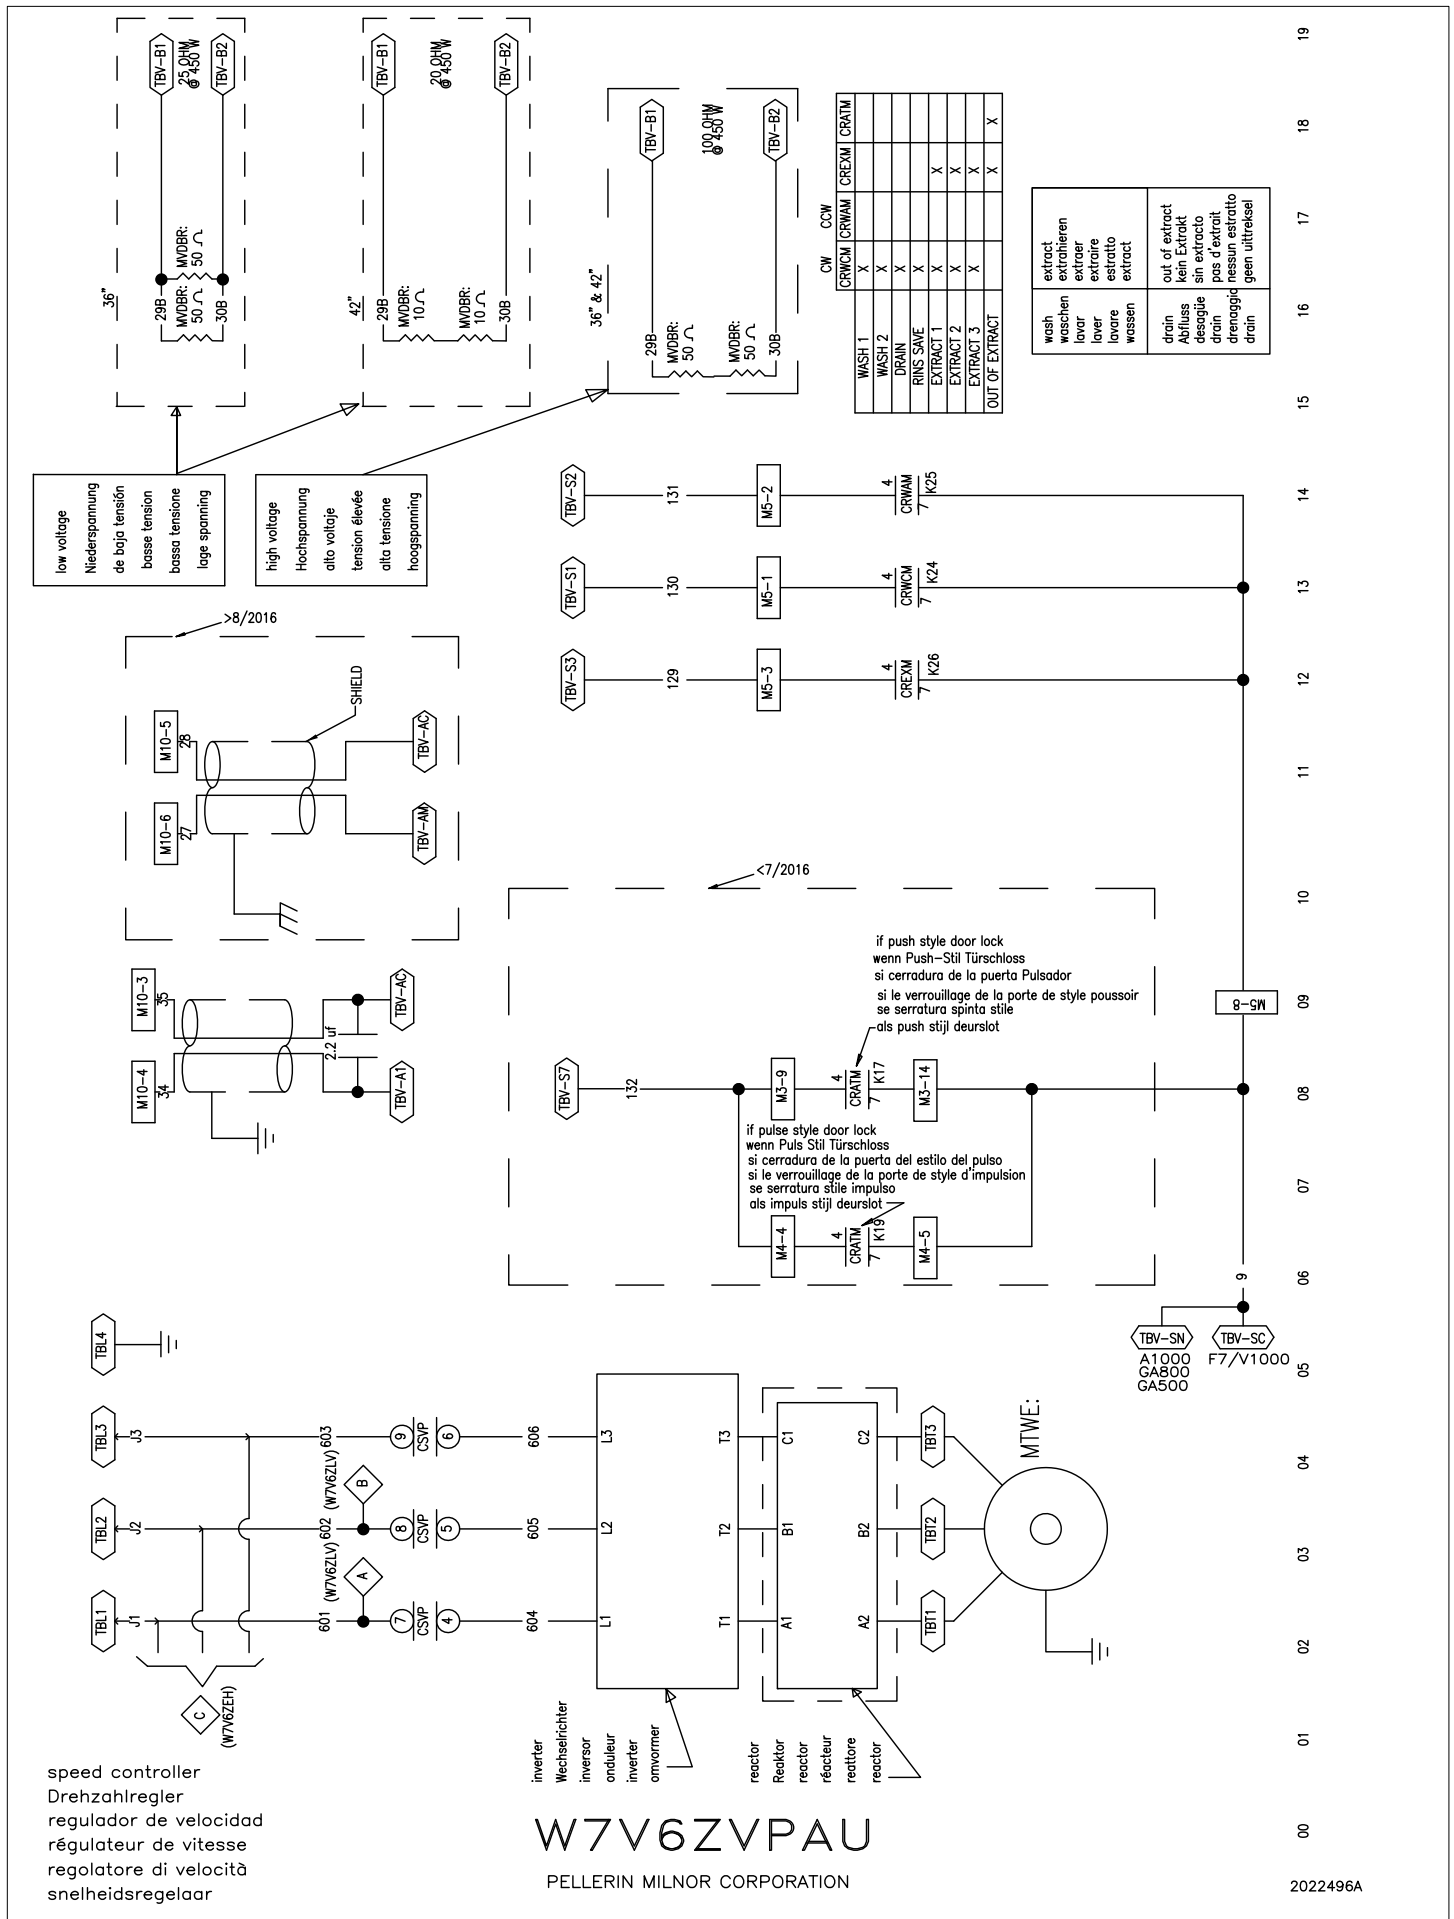 19
18
17
16
15
14
13
12
11
10
09
08
07
06
05
04
03
02
01
00
36"
TBV-B1
25 OHM
@ 450 W
TBV-B2
29B
MVDBR:
50 Ω
MVDBR:
50 Ω
30B
42"
TBV-B1
20 OHM
@ 450 W
TBV-B2
29B
MVDBR:
10 Ω
MVDBR:
10 Ω
30B
36" & 42"
TBV-B1
100 OHM
@ 450 W
TBV-B2
29B
MVDBR:
50 Ω
MVDBR:
50 Ω
30B
CW CCW
CRWCM CRWAM CREXM CRATM
WASH 1 X
WASH 2 X
DRAIN X
RINS SAVE X
EXTRACT 1 X X
EXTRACT 2 X X
EXTRACT 3 X X
OUT OF EXTRACT X X
wash
waschen
lavar
laver
lavare
wassen
extract
extrahieren
extraer
extraire
estratto
extract
drain
Abfluss
desagüe
drain
drenaggio
drain
out of extract
kein Extrakt
sin extracto
pas d'extrait
nessun estratto
geen uittreksel
low voltage
Niederspannung
de baja tensión
basse tension
bassa tensione
lage spanning
high voltage
Hochspannung
alto voltaje
tension élevée
alta tensione
hoogspanning
TBV-S2
131
M5-2
4
CRWAM
7
K25
TBV-S1
130
M5-1
4
CRWCM
7
K24
TBV-S3
129
M5-3
4
CREXM
7
K26
>8/2016
M10-5
28
SHIELD
TBV-AC
M10-6
27
TBV-AM
M10-3
35
TBV-AC
2.2 uf
M10-4
34
TBV-A1
<7/2016
if push style door lock
wenn Push-Stil Türschloss
si cerradura de la puerta Pulsador
si le verrouillage de la porte de style poussoir
se serratura spinta stile
als push stijl deurslot
TBV-S7
132
M3-9
4
CRATM
7
K17
M3-14
if pulse style door lock
wenn Puls Stil Türschloss
si cerradura de la puerta del estilo del pulso
si le verrouillage de la porte de style d'impulsion
se serratura stile impulso
als impuls stijl deurslot
M4-4
4
CRATM
7
K19
M4-5
M5-8
9
TBV-SN
A1000
GA800
GA500
TBV-SC
F7/V1000
TBL4
TBL3
J3
603
9
CSVP
6
606
L3
T3
C1
C2
TBT3
TBL2
J2
602
(W7V6ZLV)
B
8
CSVP
5
605
L2
T2
B1
B2
TBT2
TBL1
J1
601
(W7V6ZLV)
A
7
CSVP
4
604
L1
T1
A1
A2
TBT1
MTWE:
C
(W7V6ZEH)
inverter
Wechselrichter
inversor
onduleur
inverter
omvormer
reactor
Reaktor
reactor
réacteur
reattore
reactor
speed controller
Drehzahlregler
regulador de velocidad
régulateur de vitesse
regolatore di velocità
snelheidsregelaar
W7V6ZVPAU
PELLERIN MILNOR CORPORATION
2022496A